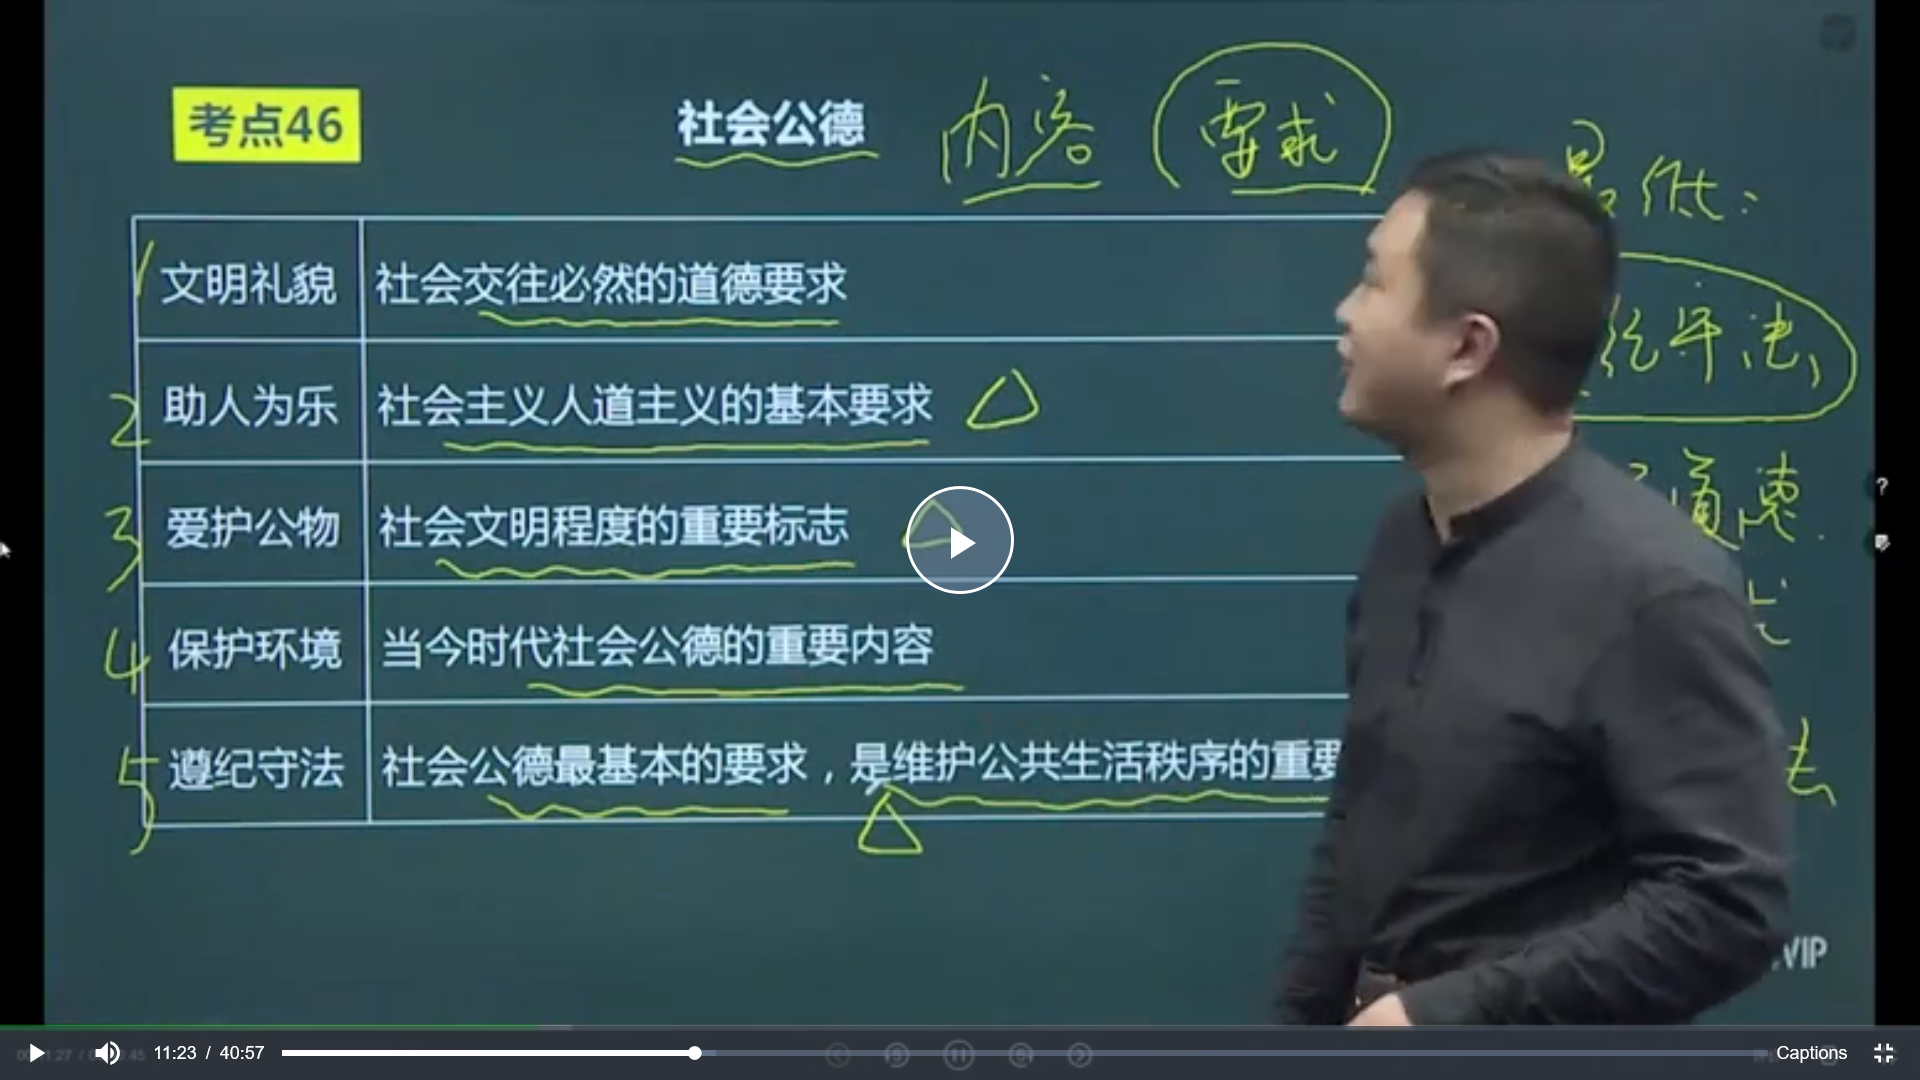 考点46
社会公德
内容
要求
最低:
1 文明礼貌 社会交往必然的道德要求
纪守法
2 助人为乐 社会主义人道主义的基本要求
道德
3 爱护公物 社会文明程度的重要标志
4 保护环境 当今时代社会公德的重要内容
5 遵纪守法 社会公德最基本的要求，是维护公共生活秩序的重要
法
VIP
11:23 / 40:57
Captions